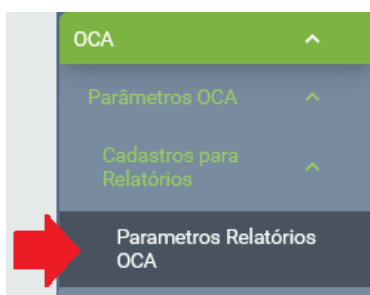 OCA
Parâmetros OCA
Cadastros para
Relatórios
Parametros Relatórios
OCA